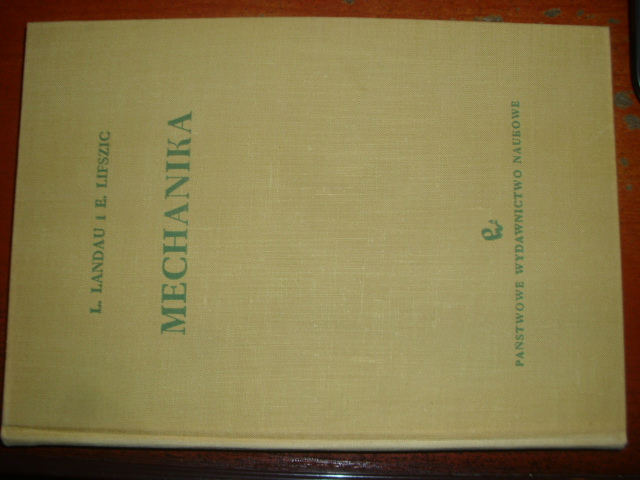 L. LANDAU I E. LIFSZIC
MECHANIKA
PAŃSTWOWE WYDAWNICTWO NAUKOWE